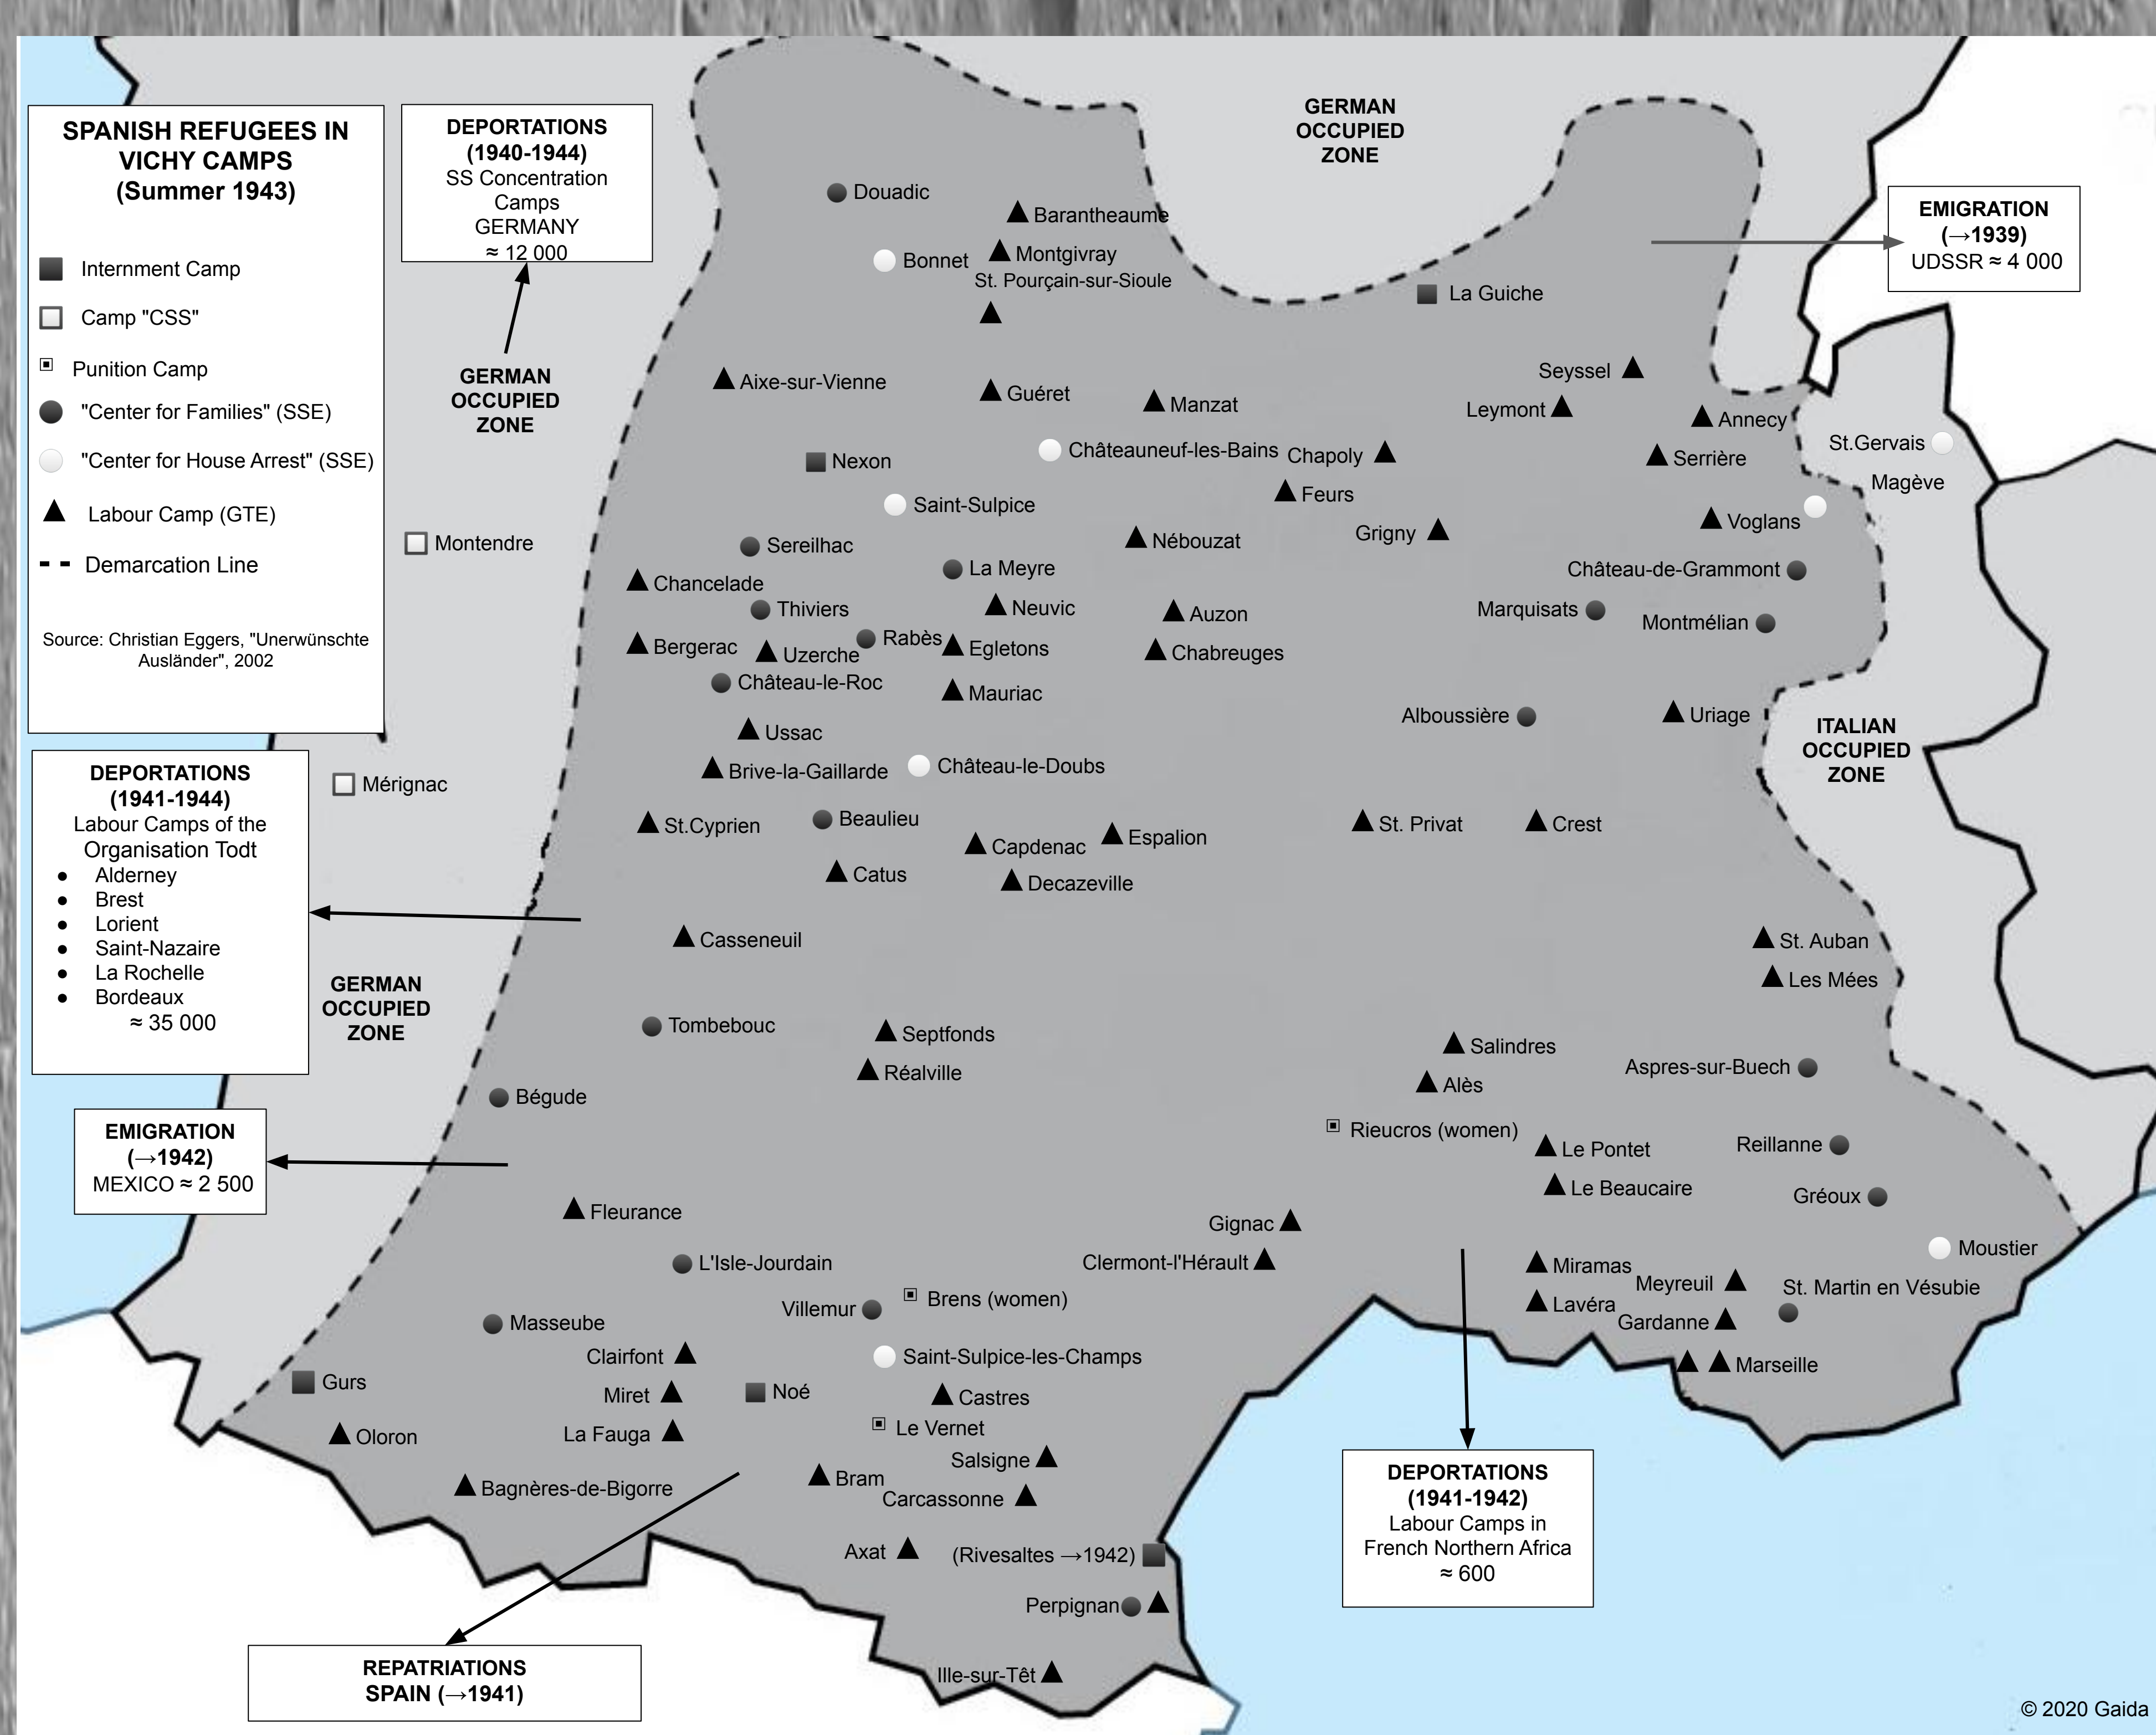 SPANISH REFUGEES IN
VICHY CAMPS
(Summer 1943)
Internment Camp
Camp "CSS"
Punition Camp
"Center for Families" (SSE)
"Center for House Arrest" (SSE)
Labour Camp (GTE)
Demarcation Line
Source: Christian Eggers, "Unerwünschte
Ausländer", 2002
DEPORTATIONS
(1940-1944)
SS Concentration
Camps
GERMANY
≈ 12 000
GERMAN
OCCUPIED
ZONE
GERMAN
OCCUPIED
ZONE
EMIGRATION
(→1939)
UDSSR ≈ 4 000
Douadic
Barantheaume
Bonnet
Montgivray
St. Pourçain-sur-Sioule
La Guiche
Aixe-sur-Vienne
Guéret
Manzat
Seyssel
Leymont
Annecy
St.Gervais
Nexon
Châteauneuf-les-Bains
Chapoly
Serrière
Magève
Saint-Sulpice
Feurs
Voglans
Montendre
Sereilhac
Nébouzat
Grigny
La Meyre
Château-de-Grammont
Chancelade
Thiviers
Neuvic
Auzon
Marquisats
Montmélian
Bergerac
Uzerche
Rabès
Egletons
Chabreuges
Château-le-Roc
Mauriac
Alboussière
Uriage
Ussac
ITALIAN
OCCUPIED
ZONE
Brive-la-Gaillarde
Château-le-Doubs
Mérignac
St.Cyprien
Beaulieu
Capdenac
Espalion
St. Privat
Crest
Catus
Decazeville
DEPORTATIONS
(1941-1944)
Labour Camps of the
Organisation Todt
● Alderney
● Brest
● Lorient
● Saint-Nazaire
● La Rochelle
● Bordeaux
≈ 35 000
Casseneuil
St. Auban
Les Mées
GERMAN
OCCUPIED
ZONE
Tombebouc
Septfonds
Réalville
Salindres
Alès
Aspres-sur-Buech
Bégude
Rieucros (women)
EMIGRATION
(→1942)
MEXICO ≈ 2 500
Le Pontet
Reillanne
Le Beaucaire
Gréoux
Fleurance
Gignac
Clermont-l'Hérault
Moustier
L'Isle-Jourdain
Miramas
Meyreuil
St. Martin en Vésubie
Villemur
Brens (women)
Lavéra
Gardanne
Masseube
Clairfont
Saint-Sulpice-les-Champs
Marseille
Gurs
Miret
Noé
Castres
Oloron
La Fauga
Le Vernet
Salsigne
Bagnères-de-Bigorre
Bram
Carcassonne
DEPORTATIONS
(1941-1942)
Labour Camps in
French Northern Africa
≈ 600
Axat
(Rivesaltes →1942)
Perpignan
Ille-sur-Têt
REPATRIATIONS
SPAIN (→1941)
© 2020 Gaida